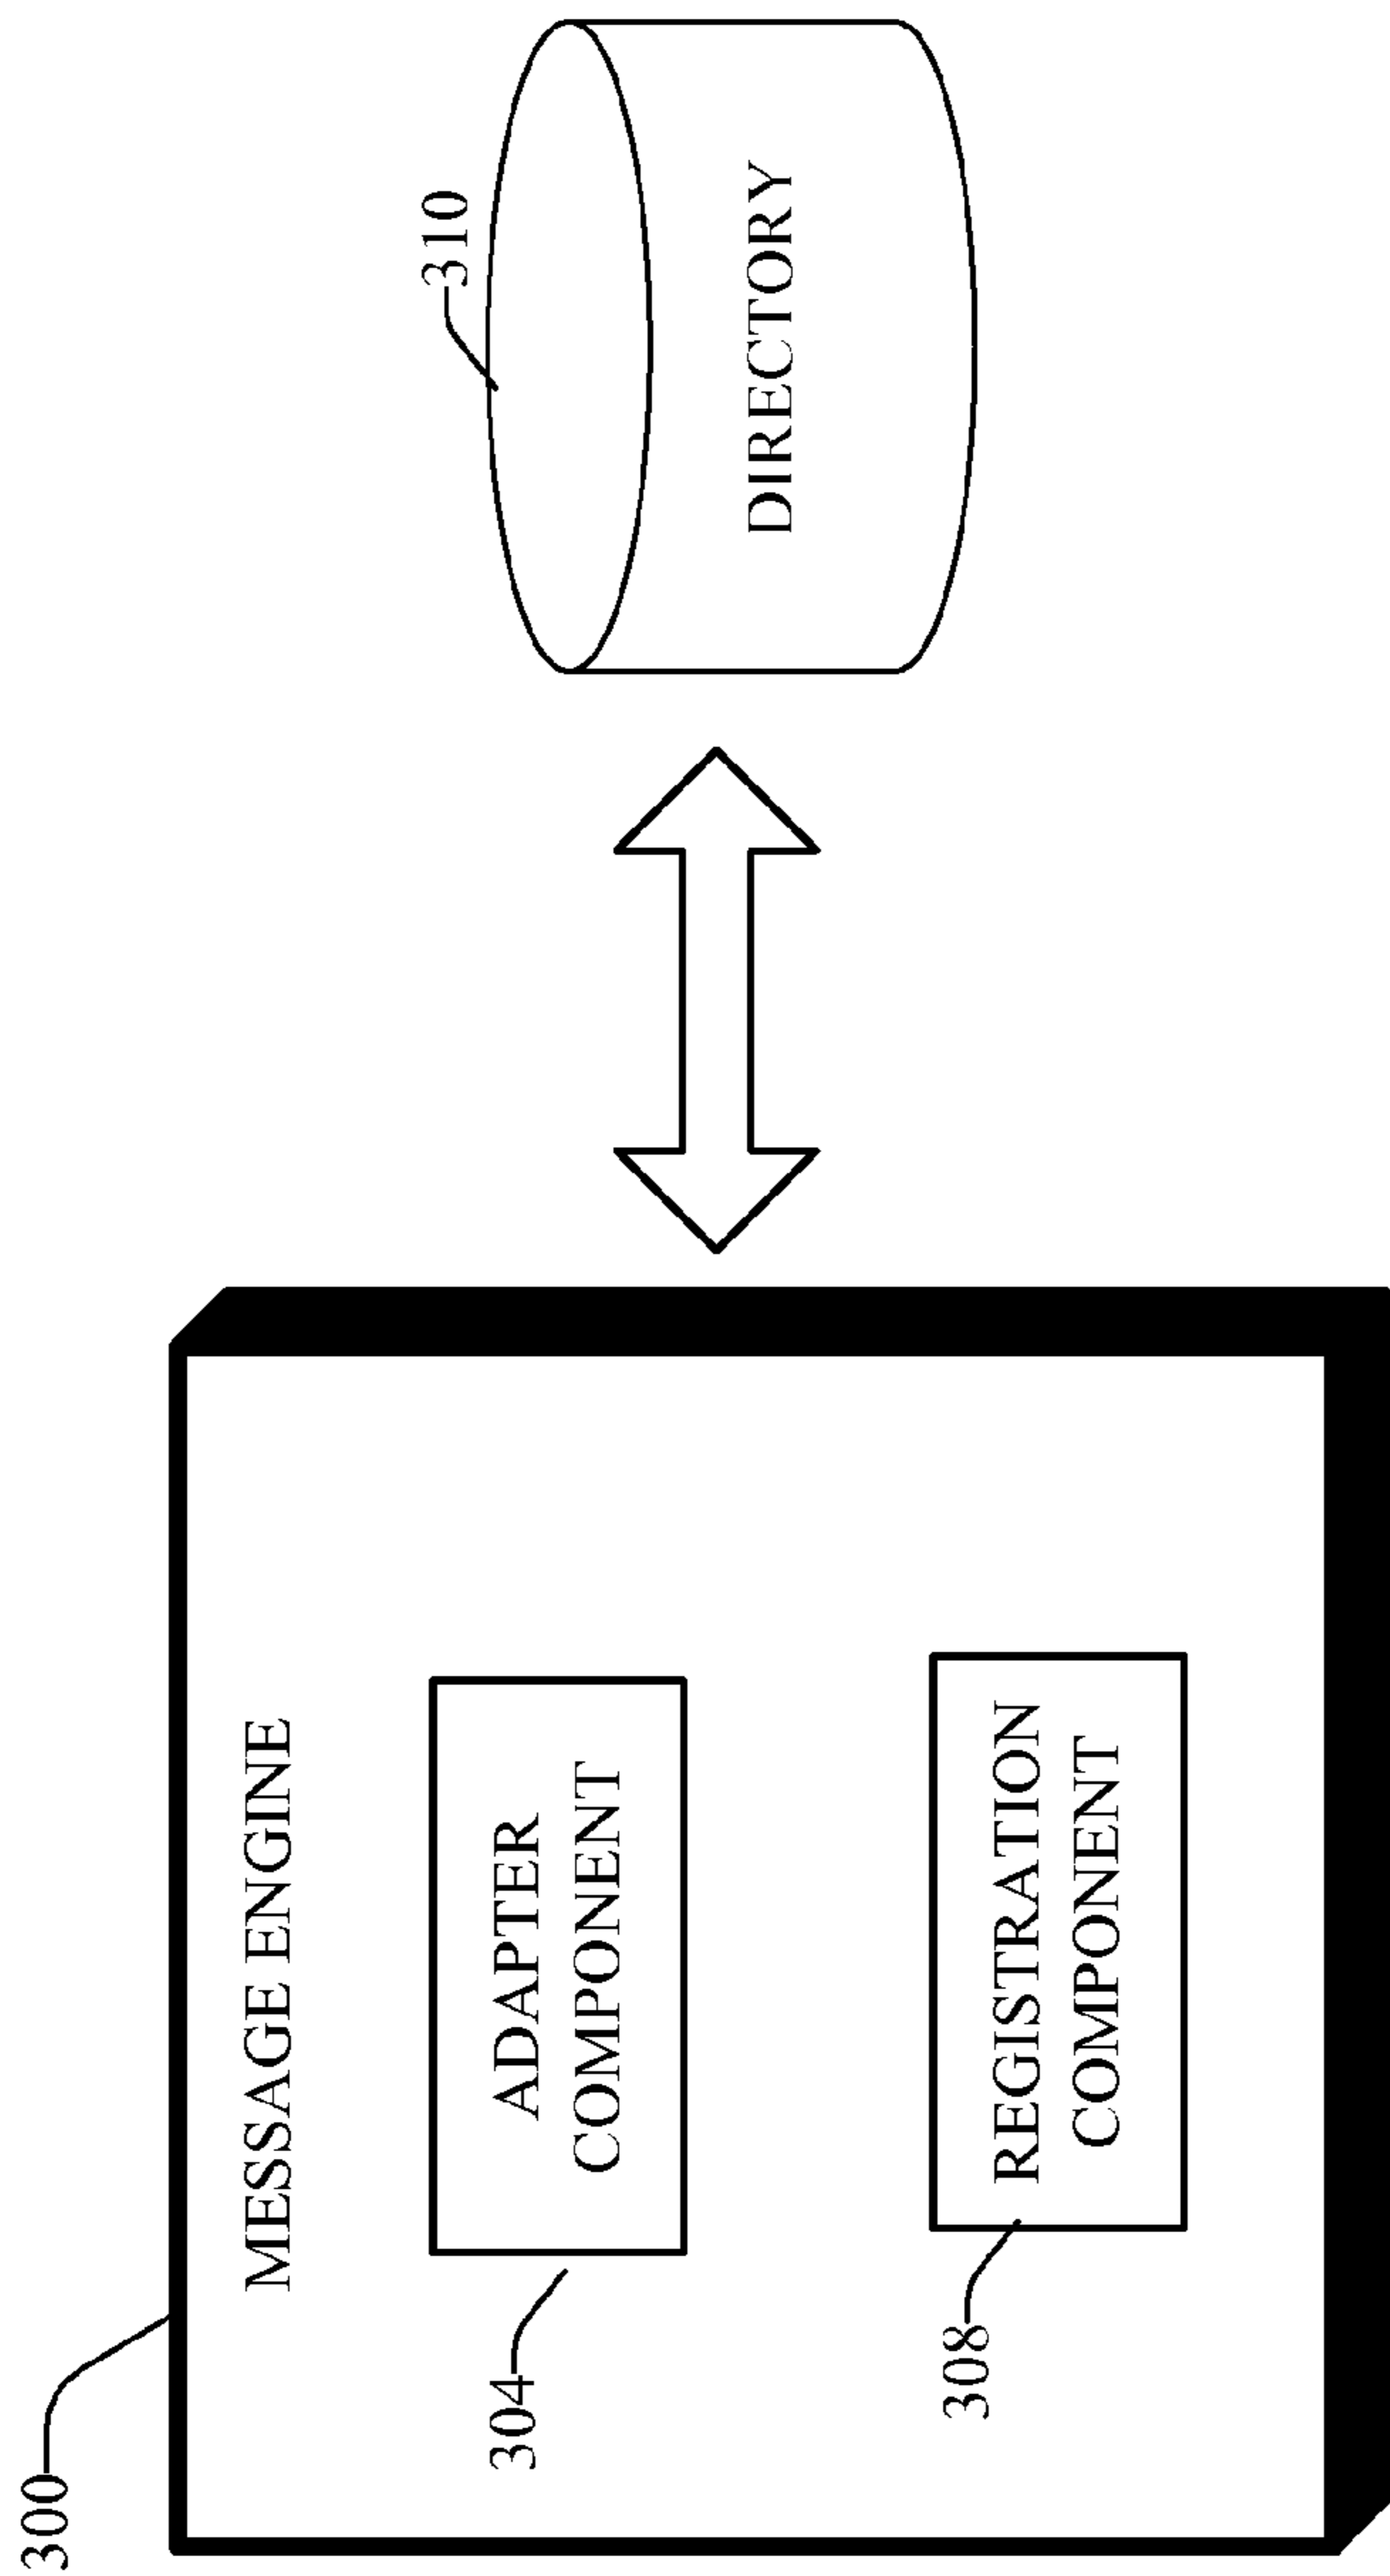 300
MESSAGE ENGINE
304
ADAPTER
COMPONENT
308
REGISTRATION
COMPONENT
310
DIRECTORY